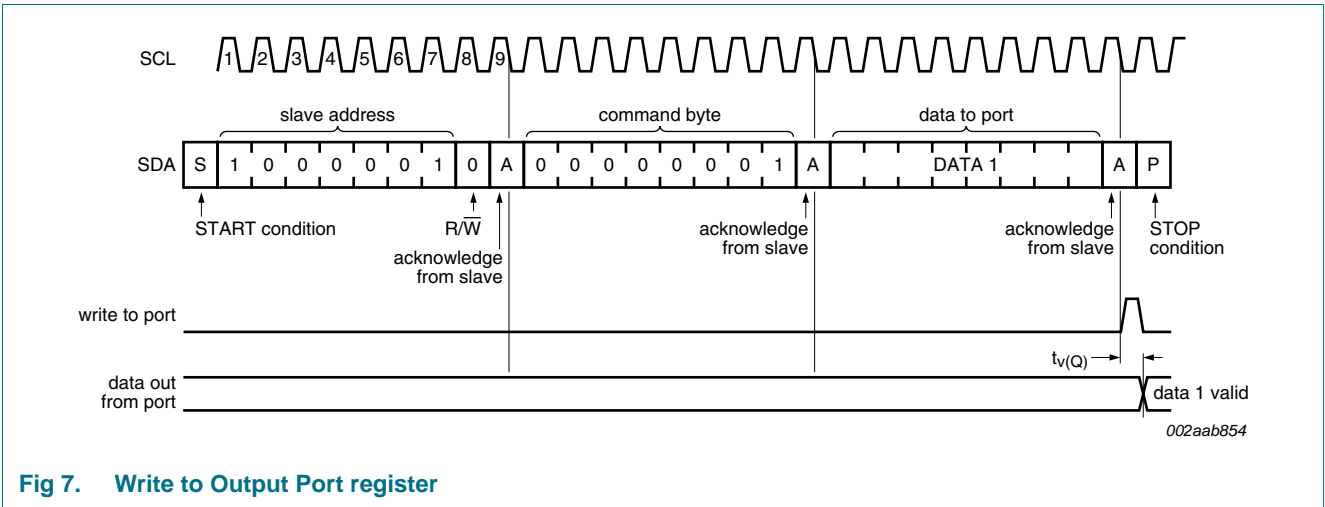 SCL 1 2 3 4 5 6 7 8 9
slave address command byte data to port
SDA S 1 0 0 0 0 0 1 0 A 0 0 0 0 0 0 0 1 A DATA 1 A P
START condition R/W̅ acknowledge from slave acknowledge from slave acknowledge from slave STOP condition
write to port
tv(Q)
data out
from port
data 1 valid
002aab854
Fig 7. Write to Output Port register